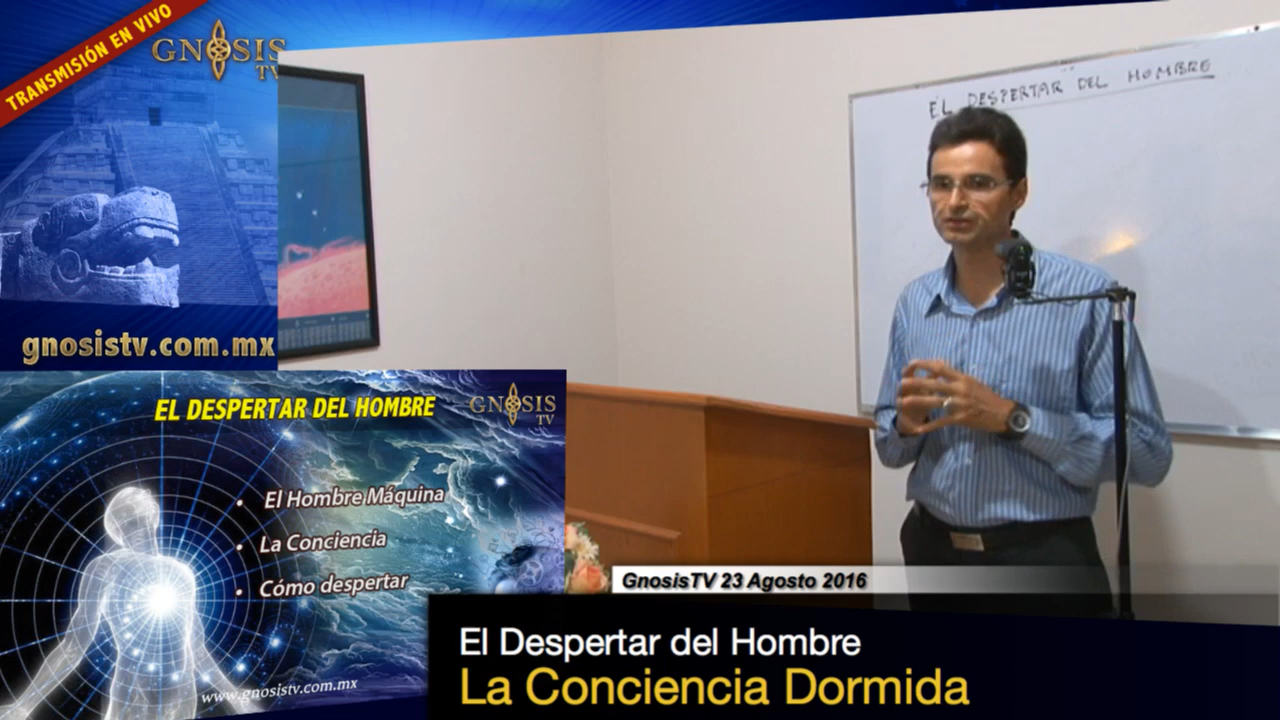 TRANSMISIÓN EN VIVO
GNOSIS
TV
gnosistv.com.mx
EL DESPERTAR DEL HOMBRE
EL DESPERTAR DEL HOMBRE
GNOSIS
TV
• El Hombre Máquina
• La Conciencia
• Cómo despertar
www.gnosistv.com.mx
GnosisTV 23 Agosto 2016
El Despertar del Hombre
La Conciencia Dormida